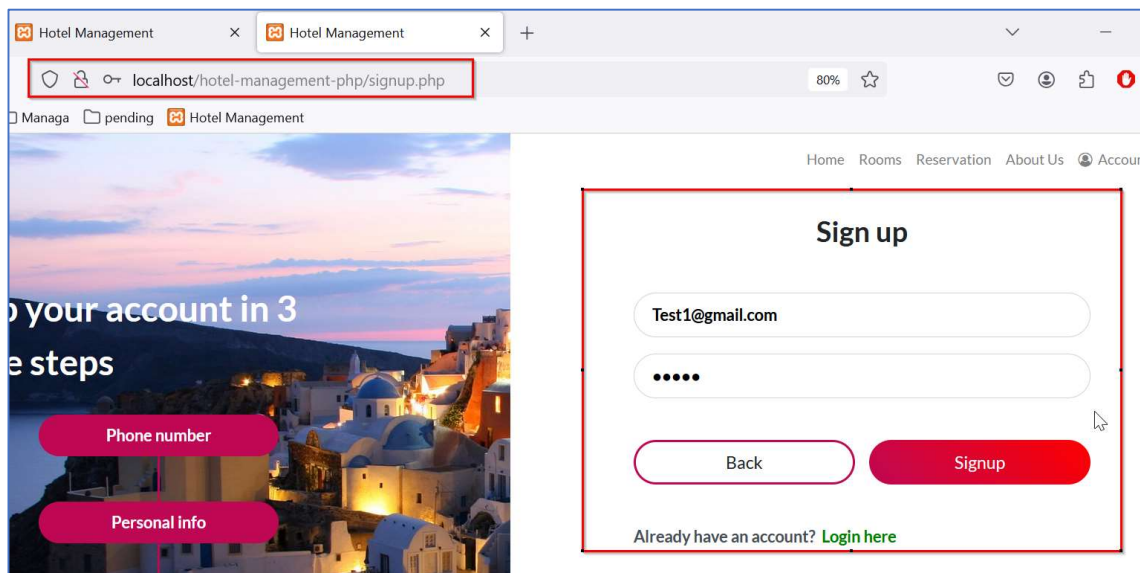 Hotel Management
Hotel Management
localhost/hotel-management-php/signup.php
80%
Managa pending Hotel Management
Home Rooms Reservation About Us
Sign up
your account in 3
steps
Test1@gmail.com
•••••
Phone number
Back Signup
Personal info
Already have an account? Login here